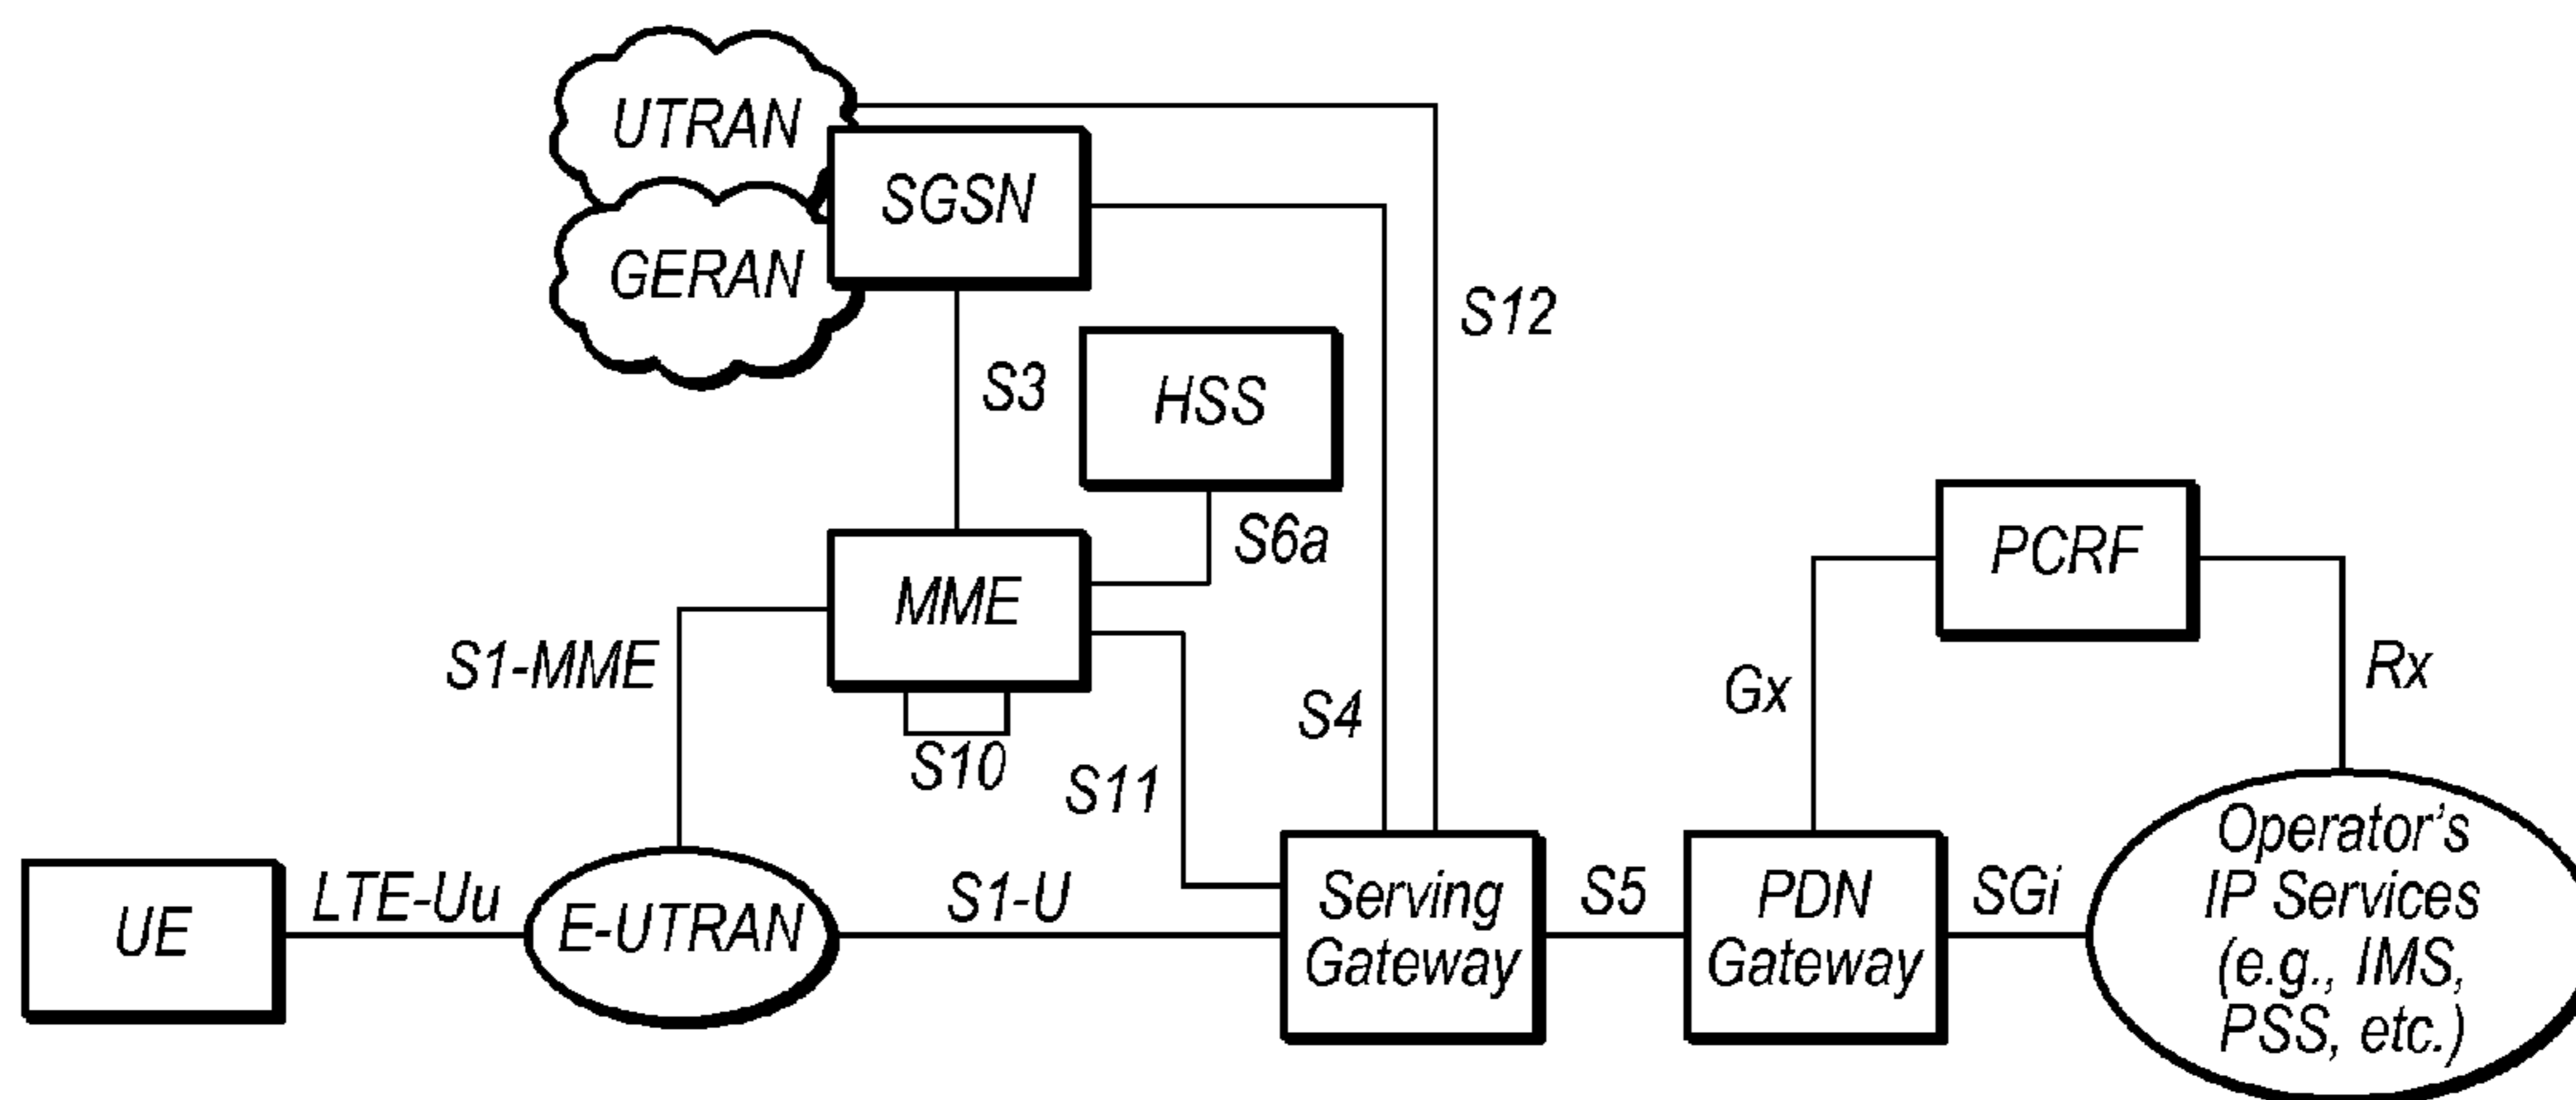 UTRAN
SGSN
GERAN
S12
S3
HSS
S6a
PCRF
MME
S1-MME
Rx
Gx
S4
S10
S11
Operator's
IP Services
(e.g., IMS,
PSS, etc.)
UE
LTE-Uu
E-UTRAN
S1-U
Serving
Gateway
S5
PDN
Gateway
SGi